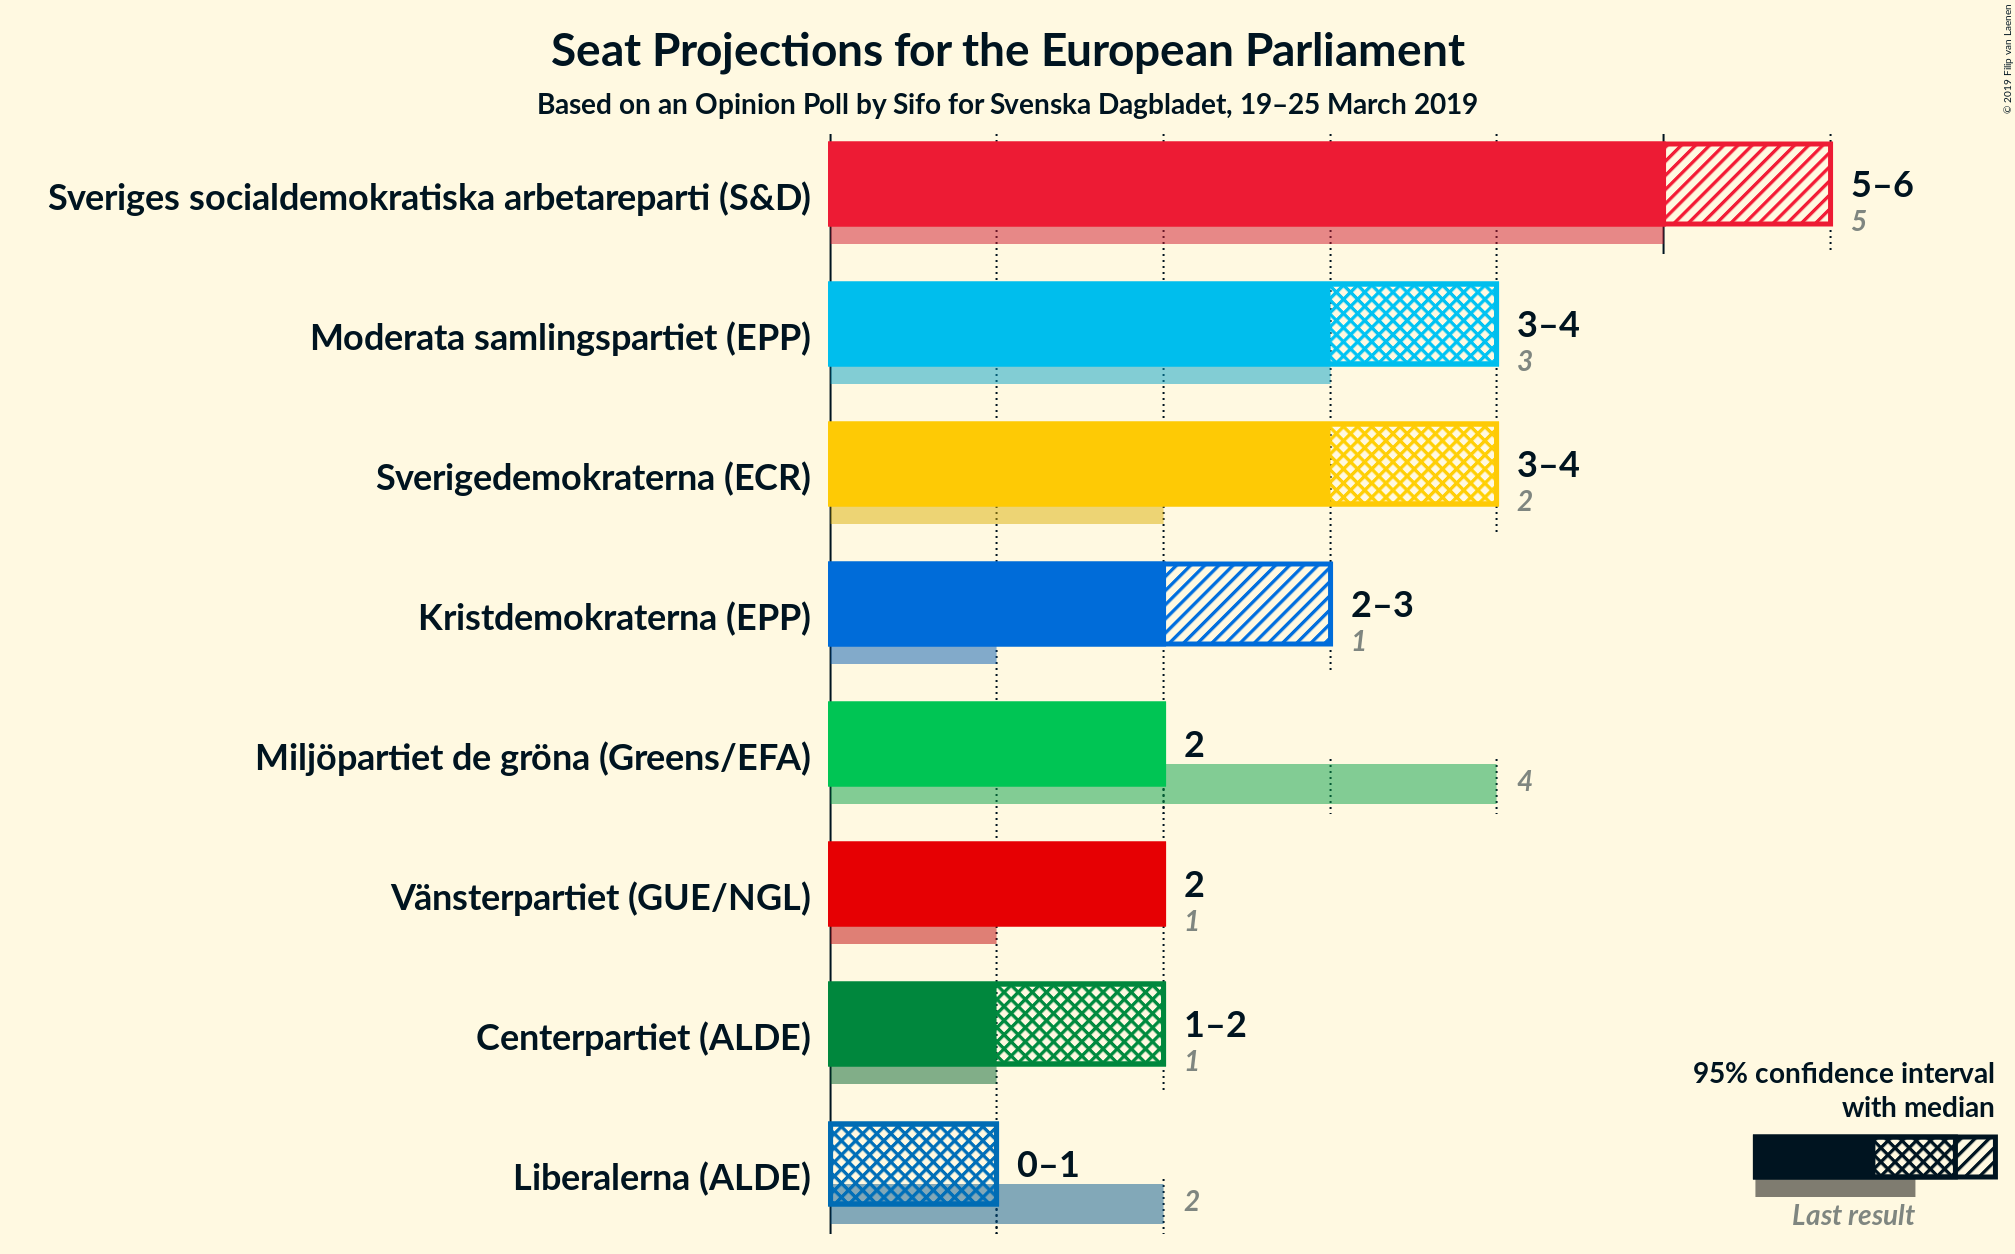 Seat Projections for the European Parliament
Based on an Opinion Poll by Sifo for Svenska Dagbladet, 19–25 March 2019
© 2019 Filip van Laenen
Sveriges socialdemokratiska arbetareparti (S&D)
5–6
5
Moderata samlingspartiet (EPP)
3–4
3
Sverigedemokraterna (ECR)
3–4
2
Kristdemokraterna (EPP)
2–3
1
Miljöpartiet de gröna (Greens/EFA)
2
4
Vänsterpartiet (GUE/NGL)
2
1
Centerpartiet (ALDE)
1–2
1
Liberalerna (ALDE)
0–1
2
95% confidence interval
with median
Last result